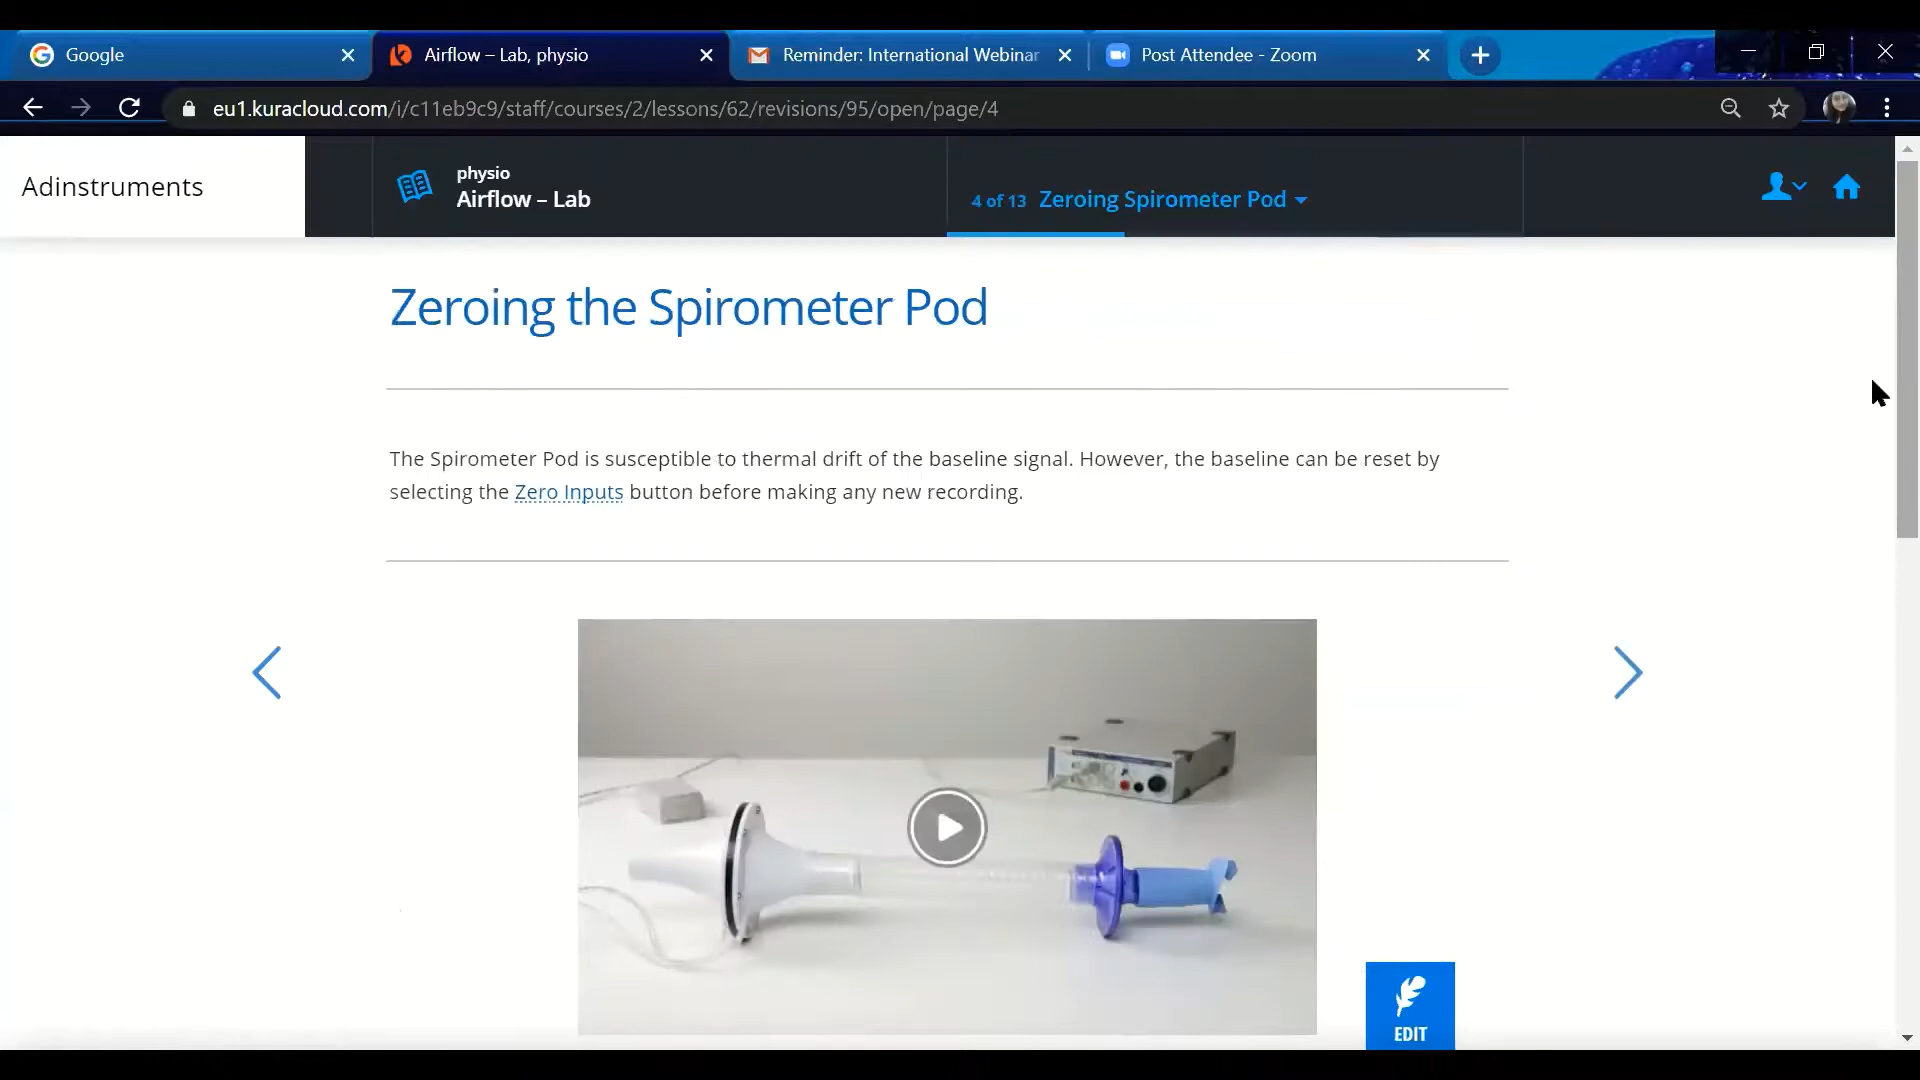 Google
Airflow – Lab, physio
Reminder: International Webinar
Post Attendee - Zoom
eu1.kuracloud.com/i/c11eb9c9/staff/courses/2/lessons/62/revisions/95/open/page/4
Adinstruments
physio
Airflow – Lab
4 of 13 Zeroing Spirometer Pod
Zeroing the Spirometer Pod
The Spirometer Pod is susceptible to thermal drift of the baseline signal. However, the baseline can be reset by
selecting the Zero Inputs button before making any new recording.
EDIT